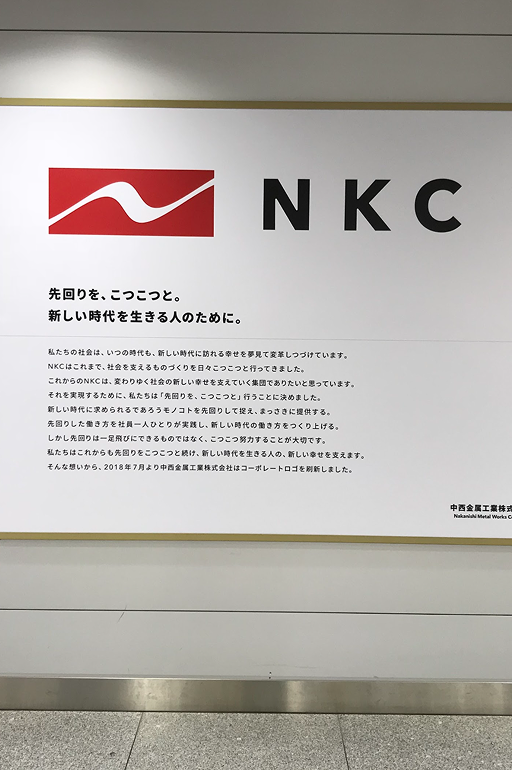 NKC
先回りを、こつこつと。
新しい時代を生きる人のために。
私たちの社会は、いつの時代も、新しい時代に訪れる幸せを夢見て変革しつづけています。
NKCはこれまで、社会を支えるものづくりを日々こつこつと行ってきました。
これからのNKCは、変わりゆく社会の新しい幸せを支えていく集団でありたいと思っています。
それを実現するために、私たちは「先回りを、こつこつと」行うことに決めました。
新しい時代に求められるであろうモノコトを先回りして捉え、まっさきに提供する。
先回りした働き方を社員一人ひとりが実践し、新しい時代の働き方をつくり上げる。
しかし先回りは一足飛びにできるものではなく、こつこつ努力することが大切です。
私たちはこれからも先回りをこつこつと続け、新しい時代を生きる人の、新しい幸せを支えます。
そんな想いから、2018年7月より中西金属工業株式会社はコーポレートロゴを刷新しました。
中西金属工業株式
Nakanishi Metal Works C